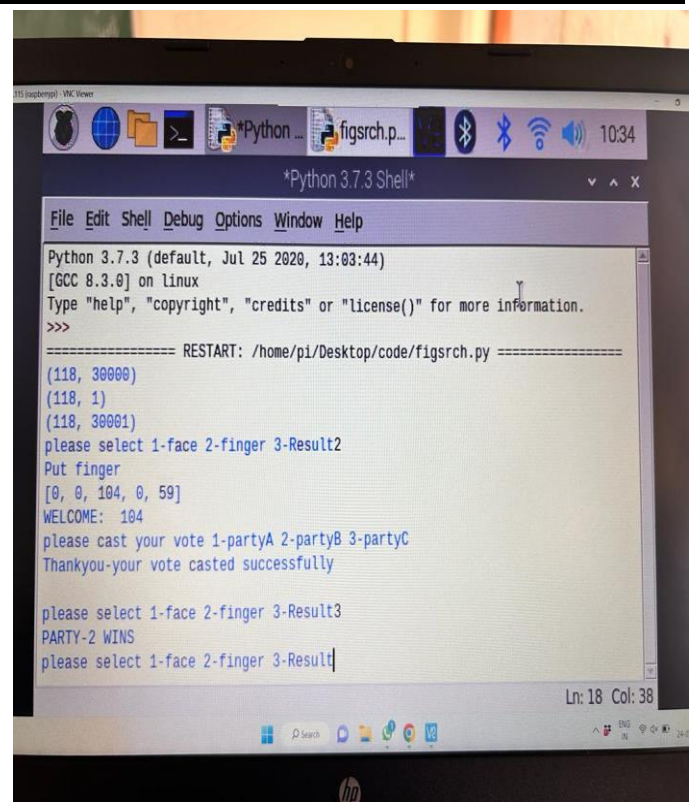 115 (raspberrypi) - VNC Viewer
*Python ... figsrch.p... 10:34
*Python 3.7.3 Shell*
File Edit Shell Debug Options Window Help
Python 3.7.3 (default, Jul 25 2020, 13:03:44)
[GCC 8.3.0] on linux
Type "help", "copyright", "credits" or "license()" for more information.
>>>
================= RESTART: /home/pi/Desktop/code/figsrch.py =================
(118, 30000)
(118, 1)
(118, 30001)
please select 1-face 2-finger 3-Result2
Put finger
[0, 0, 104, 0, 59]
WELCOME:  104
please cast your vote 1-partyA 2-partyB 3-partyC
Thankyou-your vote casted successfully
please select 1-face 2-finger 3-Result3
PARTY-2 WINS
please select 1-face 2-finger 3-Result
Ln: 18 Col: 38
Search
ENG
IN
hp